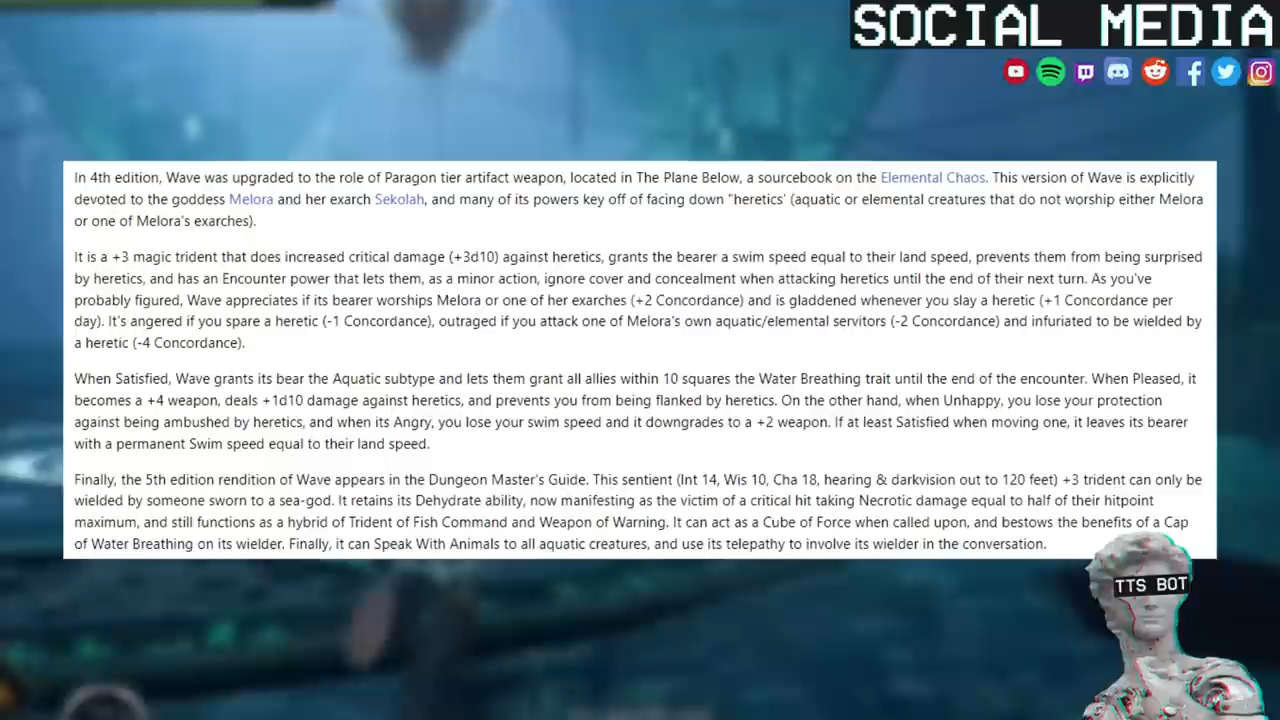 SOCIAL MEDIA
In 4th edition, Wave was upgraded to the role of Paragon tier artifact weapon, located in The Plane Below, a sourcebook on the Elemental Chaos. This version of Wave is explicitly
devoted to the goddess Melora and her exarch Sekolah, and many of its powers key off of facing down "heretics' (aquatic or elemental creatures that do not worship either Melora
or one of Melora's exarches).
It is a +3 magic trident that does increased critical damage (+3d10) against heretics, grants the bearer a swim speed equal to their land speed, prevents them from being surprised
by heretics, and has an Encounter power that lets them, as a minor action, ignore cover and concealment when attacking heretics until the end of their next turn. As you've
probably figured, Wave appreciates if its bearer worships Melora or one of her exarches (+2 Concordance) and is gladdened whenever you slay a heretic (+1 Concordance per
day). It's angered if you spare a heretic (-1 Concordance), outraged if you attack one of Melora's own aquatic/elemental servitors (-2 Concordance) and infuriated to be wielded by
a heretic (-4 Concordance).
When Satisfied, Wave grants its bear the Aquatic subtype and lets them grant all allies within 10 squares the Water Breathing trait until the end of the encounter. When Pleased, it
becomes a +4 weapon, deals +1d10 damage against heretics, and prevents you from being flanked by heretics. On the other hand, when Unhappy, you lose your protection
against being ambushed by heretics, and when its Angry, you lose your swim speed and it downgrades to a +2 weapon. If at least Satisfied when moving one, it leaves its bearer
with a permanent Swim speed equal to their land speed.
Finally, the 5th edition rendition of Wave appears in the Dungeon Master's Guide. This sentient (Int 14, Wis 10, Cha 18, hearing & darkvision out to 120 feet) +3 trident can only be
wielded by someone sworn to a sea-god. It retains its Dehydrate ability, now manifesting as the victim of a critical hit taking Necrotic damage equal to half of their hitpoint
maximum, and still functions as a hybrid of Trident of Fish Command and Weapon of Warning. It can act as a Cube of Force when called upon, and bestows the benefits of a Cap
of Water Breathing on its wielder. Finally, it can Speak With Animals to all aquatic creatures, and use its telepathy to involve its wielder in the conversation.
TTS BOT